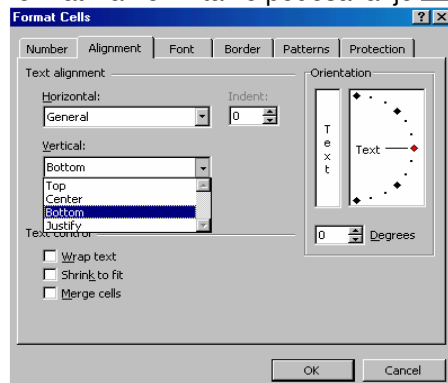 Format Cells
Number Alignment Font Border Patterns Protection
Text alignment
Horizontal:
General
Indent:
0
Vertical:
Bottom
Top
Center
Bottom
Justify
Text control
Wrap text
Shrink to fit
Merge cells
Orientation
Text
Text
0 Degrees
OK Cancel